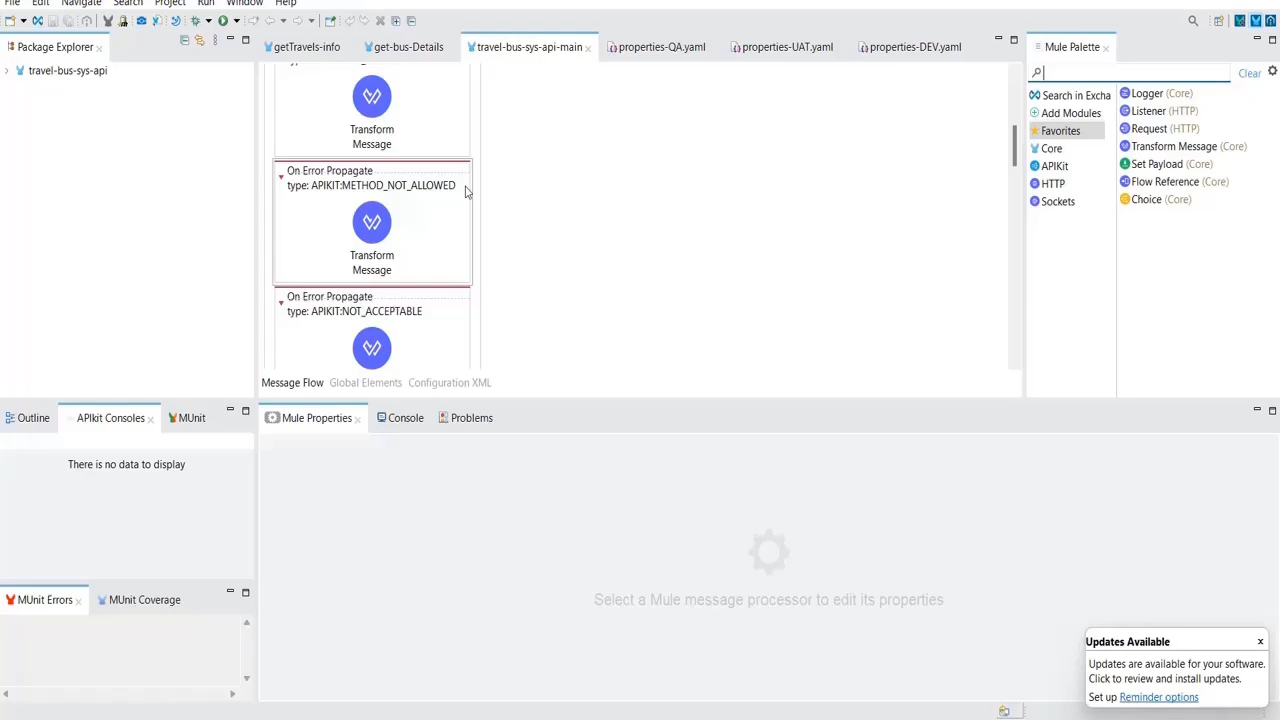 File Edit Navigate Search Project Run Window Help
Package Explorer
getTravels-info
get-bus-Details
travel-bus-sys-api-main
properties-QA.yaml
properties-UAT.yaml
properties-DEV.yaml
Mule Palette
travel-bus-sys-api
Clear
Search in Excha
Add Modules
Favorites
Core
APIKit
HTTP
Sockets
Logger (Core)
Listener (HTTP)
Request (HTTP)
Transform Message (Core)
Set Payload (Core)
Flow Reference (Core)
Choice (Core)
Transform
Message
On Error Propagate
type: APIKIT:METHOD_NOT_ALLOWED
Transform
Message
On Error Propagate
type: APIKIT:NOT_ACCEPTABLE
Message Flow Global Elements Configuration XML
Outline
APIkit Consoles
MUnit
Mule Properties
Console
Problems
There is no data to display
Select a Mule message processor to edit its properties
MUnit Errors
MUnit Coverage
Updates Available x
Updates are available for your software.
Click to review and install updates.
Set up Reminder options